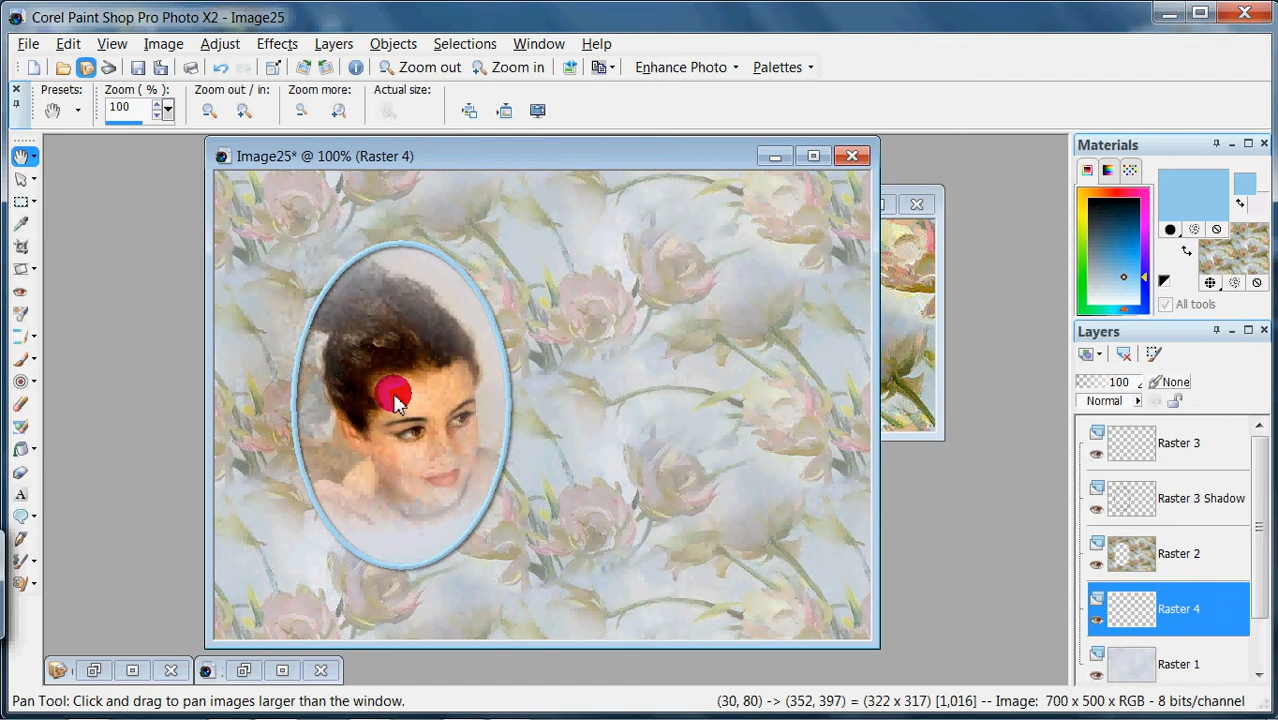 Corel Paint Shop Pro Photo X2 - Image25
File Edit View Image Adjust Effects Layers Objects Selections Window Help
Zoom out Zoom in Enhance Photo Palettes
Presets: Zoom ( % ): Zoom out / in: Zoom more: Actual size:
100
Image25* @ 100% (Raster 4)
Materials
All tools
Layers
100 None
Normal
Raster 3
Raster 3 Shadow
Raster 2
Raster 4
Raster 1
Pan Tool: Click and drag to pan images larger than the window.
(30, 80) -> (352, 397) = (322 x 317) [1,016] -- Image: 700 x 500 x RGB - 8 bits/channel